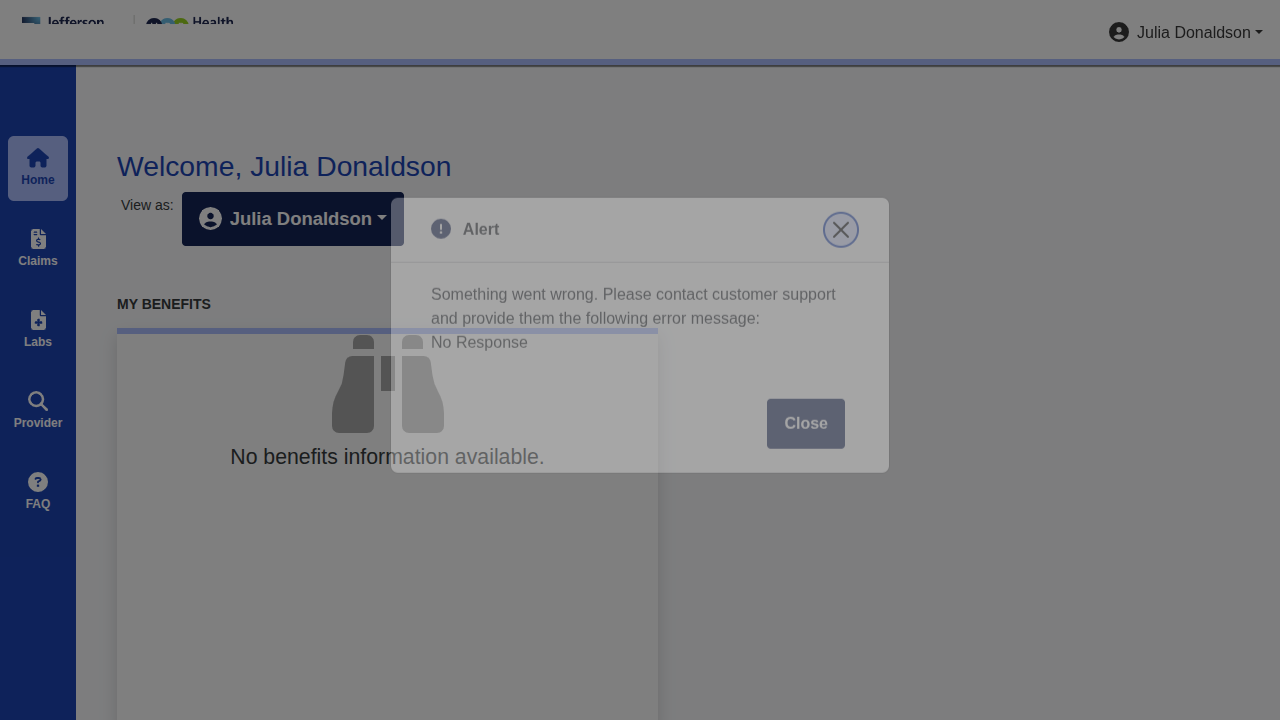 Jefferson
Health
Julia Donaldson
Home
Claims
Labs
Provider
FAQ
Welcome, Julia Donaldson
View as:
Julia Donaldson
MY BENEFITS
No benefits information available.
Alert
Something went wrong. Please contact customer support
and provide them the following error message:
No Response
Close